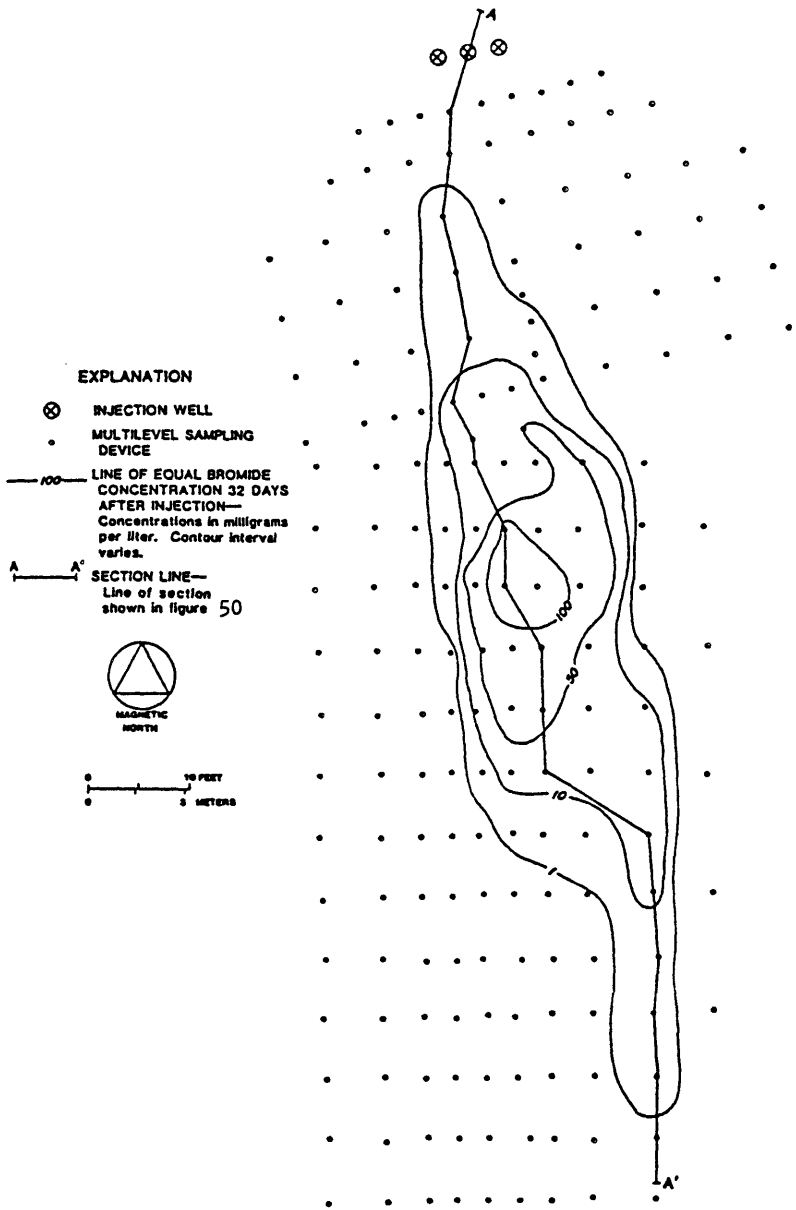 A
EXPLANATION
INJECTION WELL
MULTILEVEL SAMPLING
DEVICE
100 LINE OF EQUAL BROMIDE
CONCENTRATION 32 DAYS
AFTER INJECTION—
Concentrations in milligrams
per liter. Contour interval
varies.
A A' SECTION LINE—
Line of section
shown in figure 50
MAGNETIC
NORTH
0 10 FEET
0 3 METERS
100
50
10
1
A'